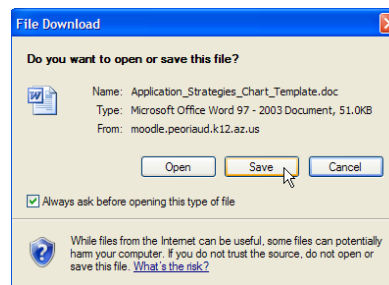 File Download
Do you want to open or save this file?
Name: Application_Strategies_Chart_Template.doc
Type: Microsoft Office Word 97 - 2003 Document, 51.0KB
From: moodle.peoriaud.k12.az.us
Open Save Cancel
Always ask before opening this type of file
While files from the Internet can be useful, some files can potentially
harm your computer. If you do not trust the source, do not open or
save this file. What's the risk?